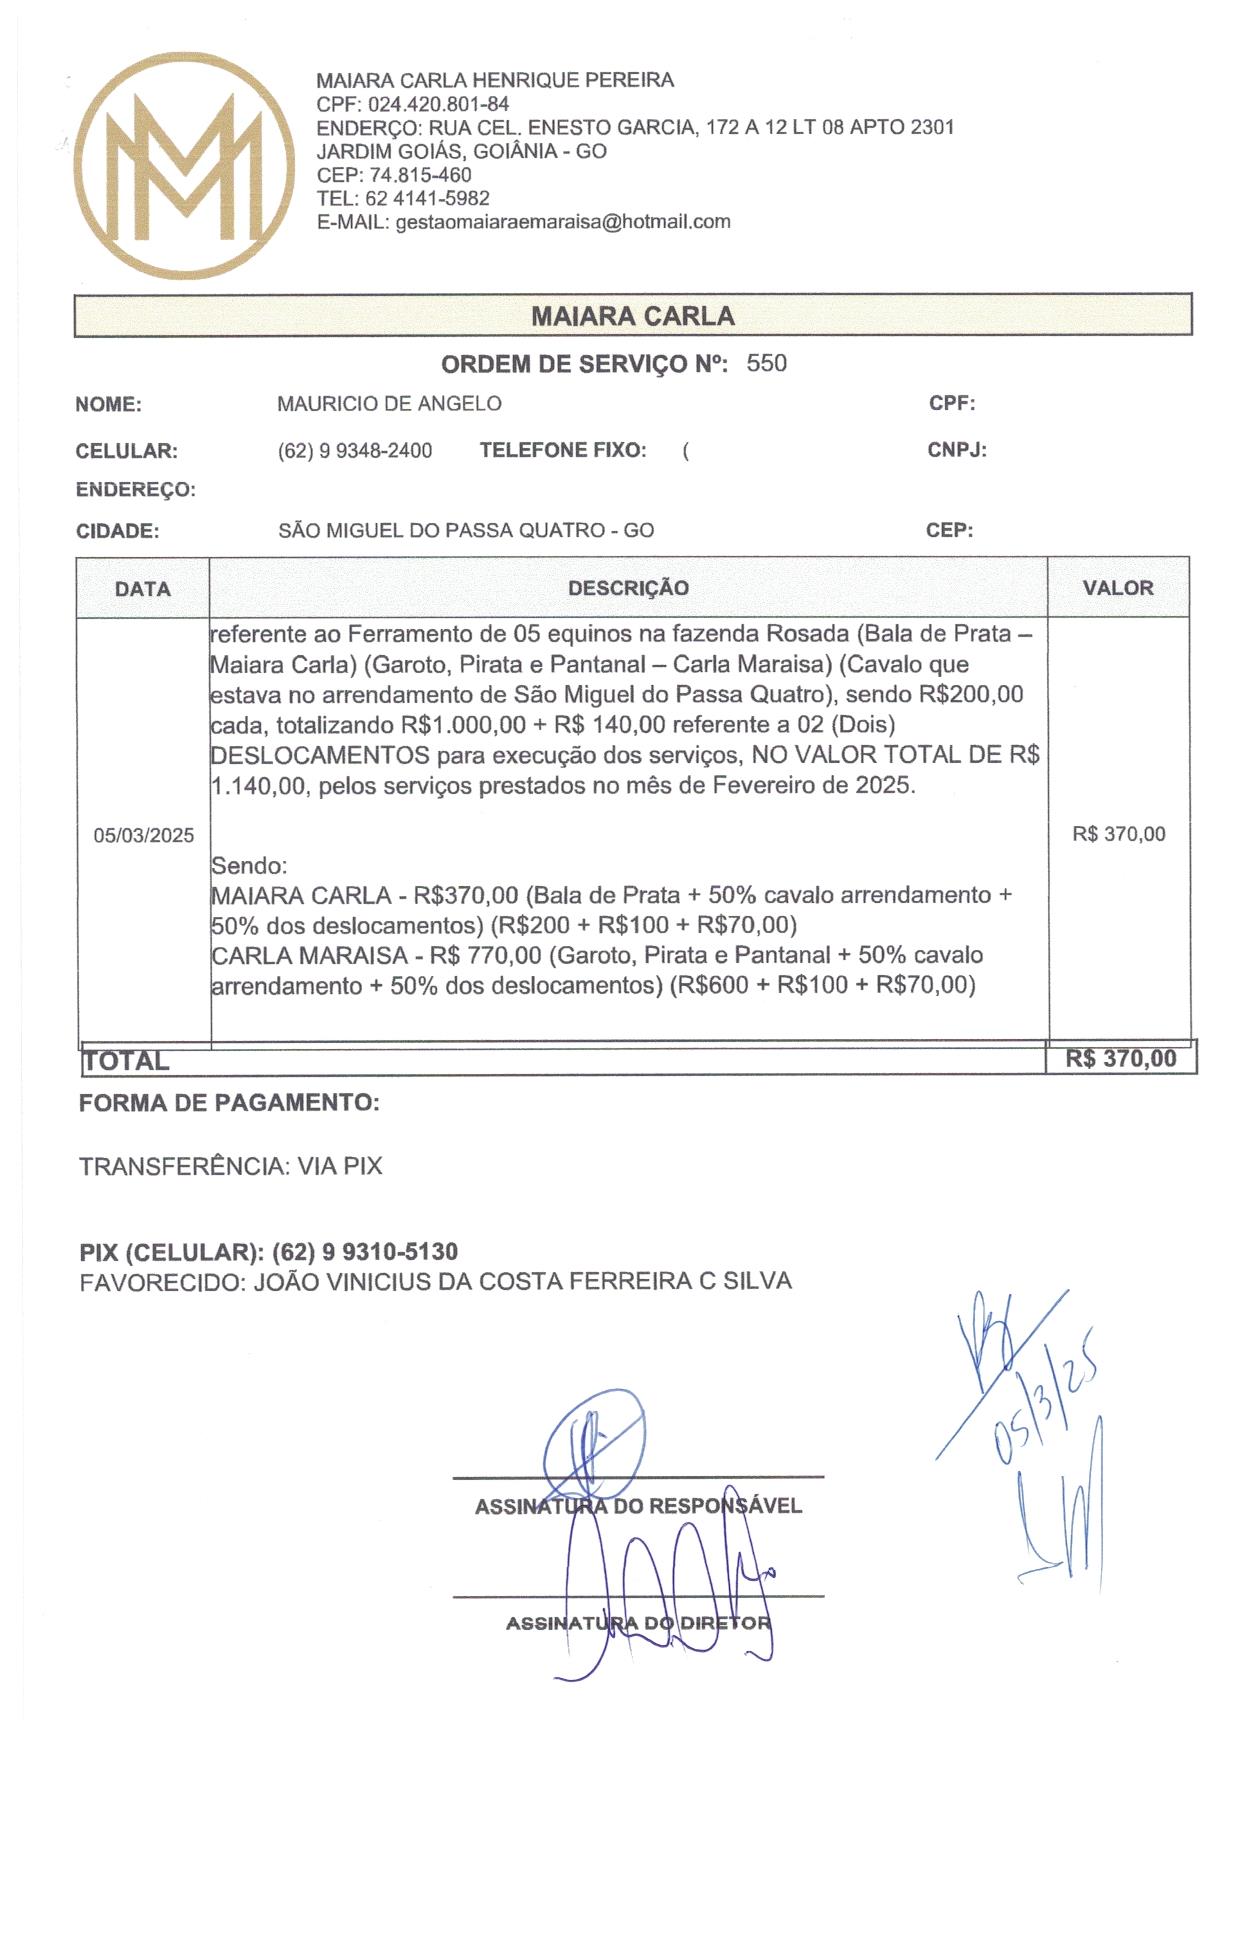 MAIARA CARLA HENRIQUE PEREIRA
CPF: 024.420.801-84
ENDERÇO: RUA CEL. ENESTO GARCIA, 172 A 12 LT 08 APTO 2301
JARDIM GOIÁS, GOIÂNIA - GO
CEP: 74.815-460
TEL: 62 4141-5982
E-MAIL: gestaomaiaraemaraisa@hotmail.com
MAIARA CARLA
ORDEM DE SERVIÇO Nº: 550
NOME: MAURICIO DE ANGELO CPF:
CELULAR: (62) 9 9348-2400 TELEFONE FIXO: ( CNPJ:
ENDEREÇO:
CIDADE: SÃO MIGUEL DO PASSA QUATRO - GO CEP:
DATA DESCRIÇÃO VALOR
referente ao Ferramento de 05 equinos na fazenda Rosada (Bala de Prata –
Maiara Carla) (Garoto, Pirata e Pantanal – Carla Maraisa) (Cavalo que
estava no arrendamento de São Miguel do Passa Quatro), sendo R$200,00
cada, totalizando R$1.000,00 + R$ 140,00 referente a 02 (Dois)
DESLOCAMENTOS para execução dos serviços, NO VALOR TOTAL DE R$
1.140,00, pelos serviços prestados no mês de Fevereiro de 2025.
05/03/2025 R$ 370,00
Sendo:
MAIARA CARLA - R$370,00 (Bala de Prata + 50% cavalo arrendamento +
50% dos deslocamentos) (R$200 + R$100 + R$70,00)
CARLA MARAISA - R$ 770,00 (Garoto, Pirata e Pantanal + 50% cavalo
arrendamento + 50% dos deslocamentos) (R$600 + R$100 + R$70,00)
TOTAL R$ 370,00
FORMA DE PAGAMENTO:
TRANSFERÊNCIA: VIA PIX
PIX (CELULAR): (62) 9 9310-5130
FAVORECIDO: JOÃO VINICIUS DA COSTA FERREIRA C SILVA
05/3/25
ASSINATURA DO RESPONSÁVEL
ASSINATURA DO DIRETOR